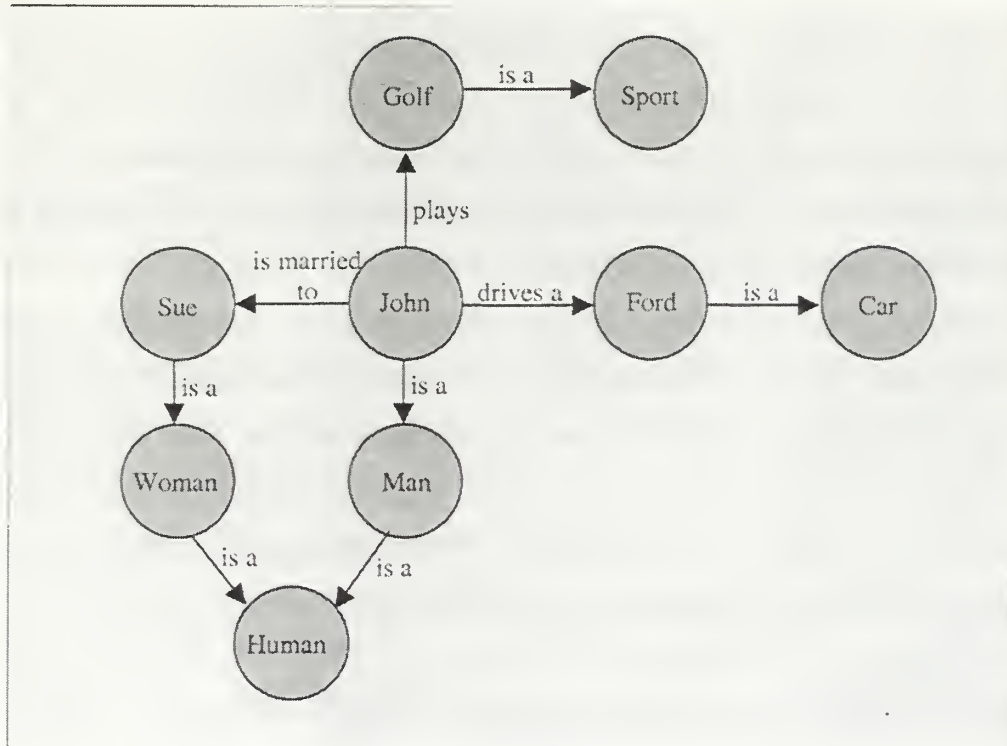 Golf
is a
Sport
plays
is married
to
Sue
John
drives a
Ford
is a
Car
is a
is a
Woman
Man
is a
is a
Human